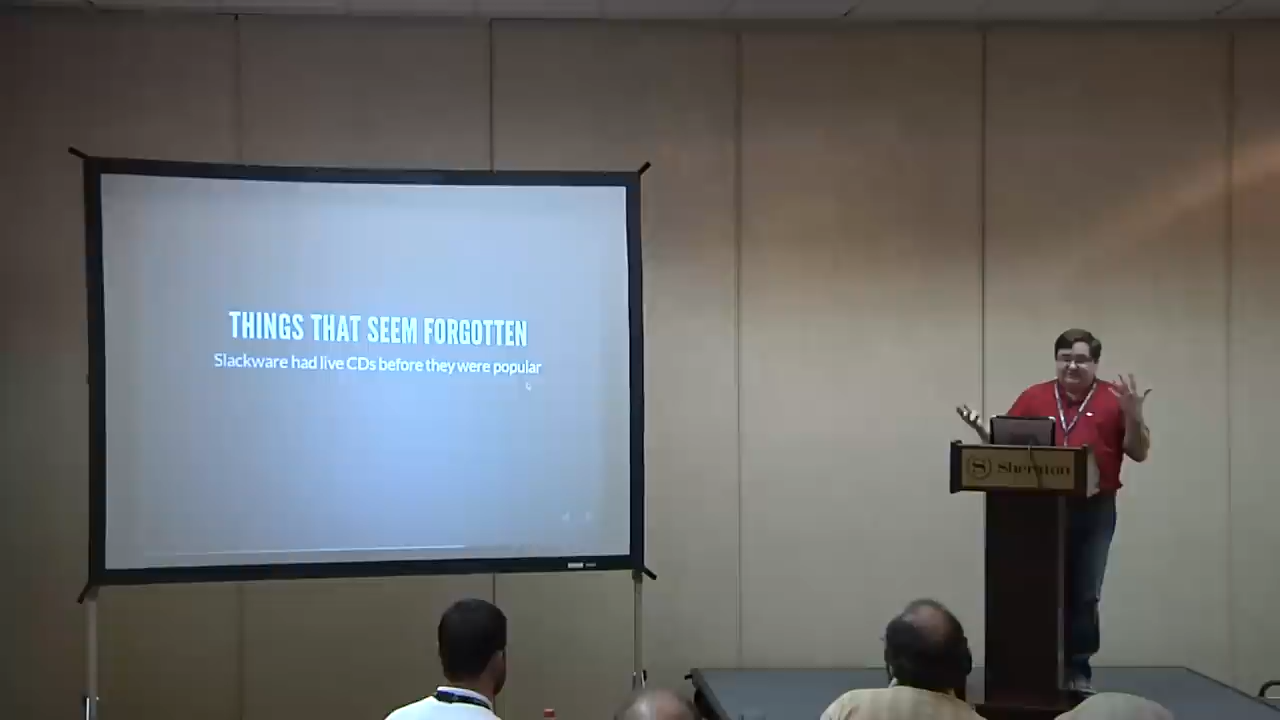 THINGS THAT SEEM FORGOTTEN
Slackware had live CDs before they were popular
S Sheraton